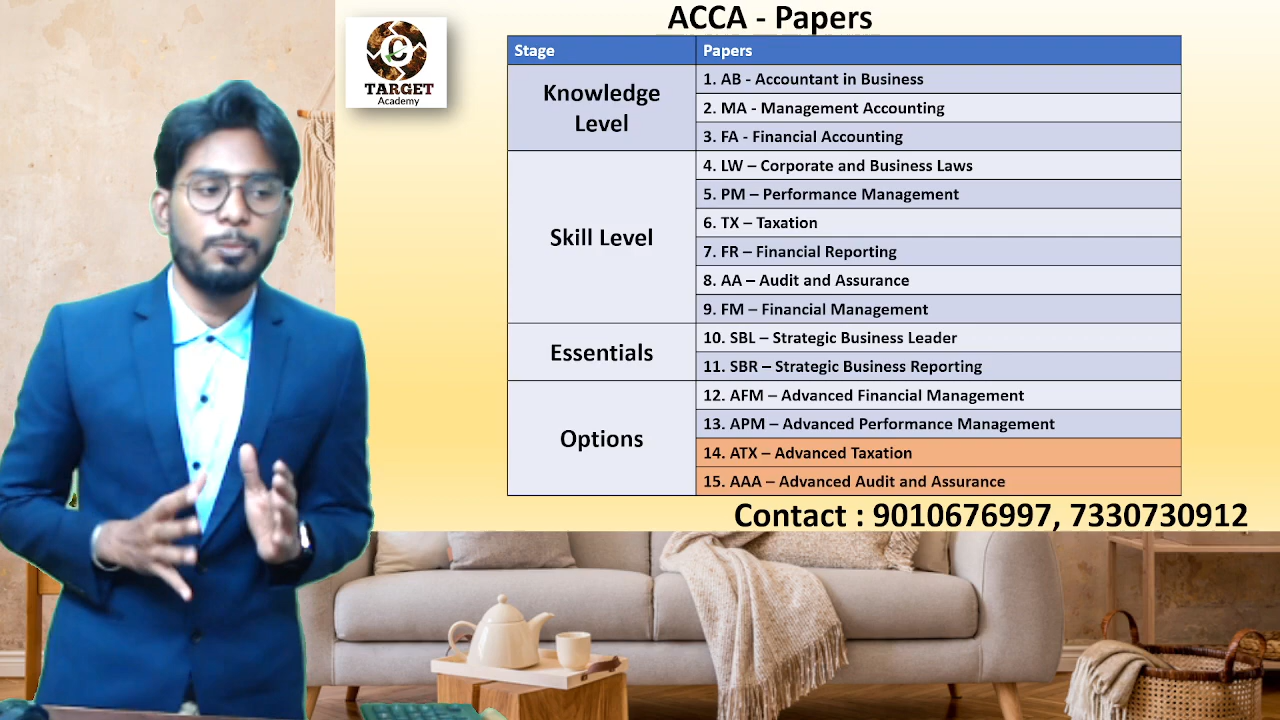 ACCA - Papers
C
TARGET
Academy
Stage Papers
Knowledge
Level
1. AB - Accountant in Business
2. MA - Management Accounting
3. FA - Financial Accounting
Skill Level
4. LW – Corporate and Business Laws
5. PM – Performance Management
6. TX – Taxation
7. FR – Financial Reporting
8. AA – Audit and Assurance
9. FM – Financial Management
Essentials
10. SBL – Strategic Business Leader
11. SBR – Strategic Business Reporting
Options
12. AFM – Advanced Financial Management
13. APM – Advanced Performance Management
14. ATX – Advanced Taxation
15. AAA – Advanced Audit and Assurance
Contact : 9010676997, 7330730912